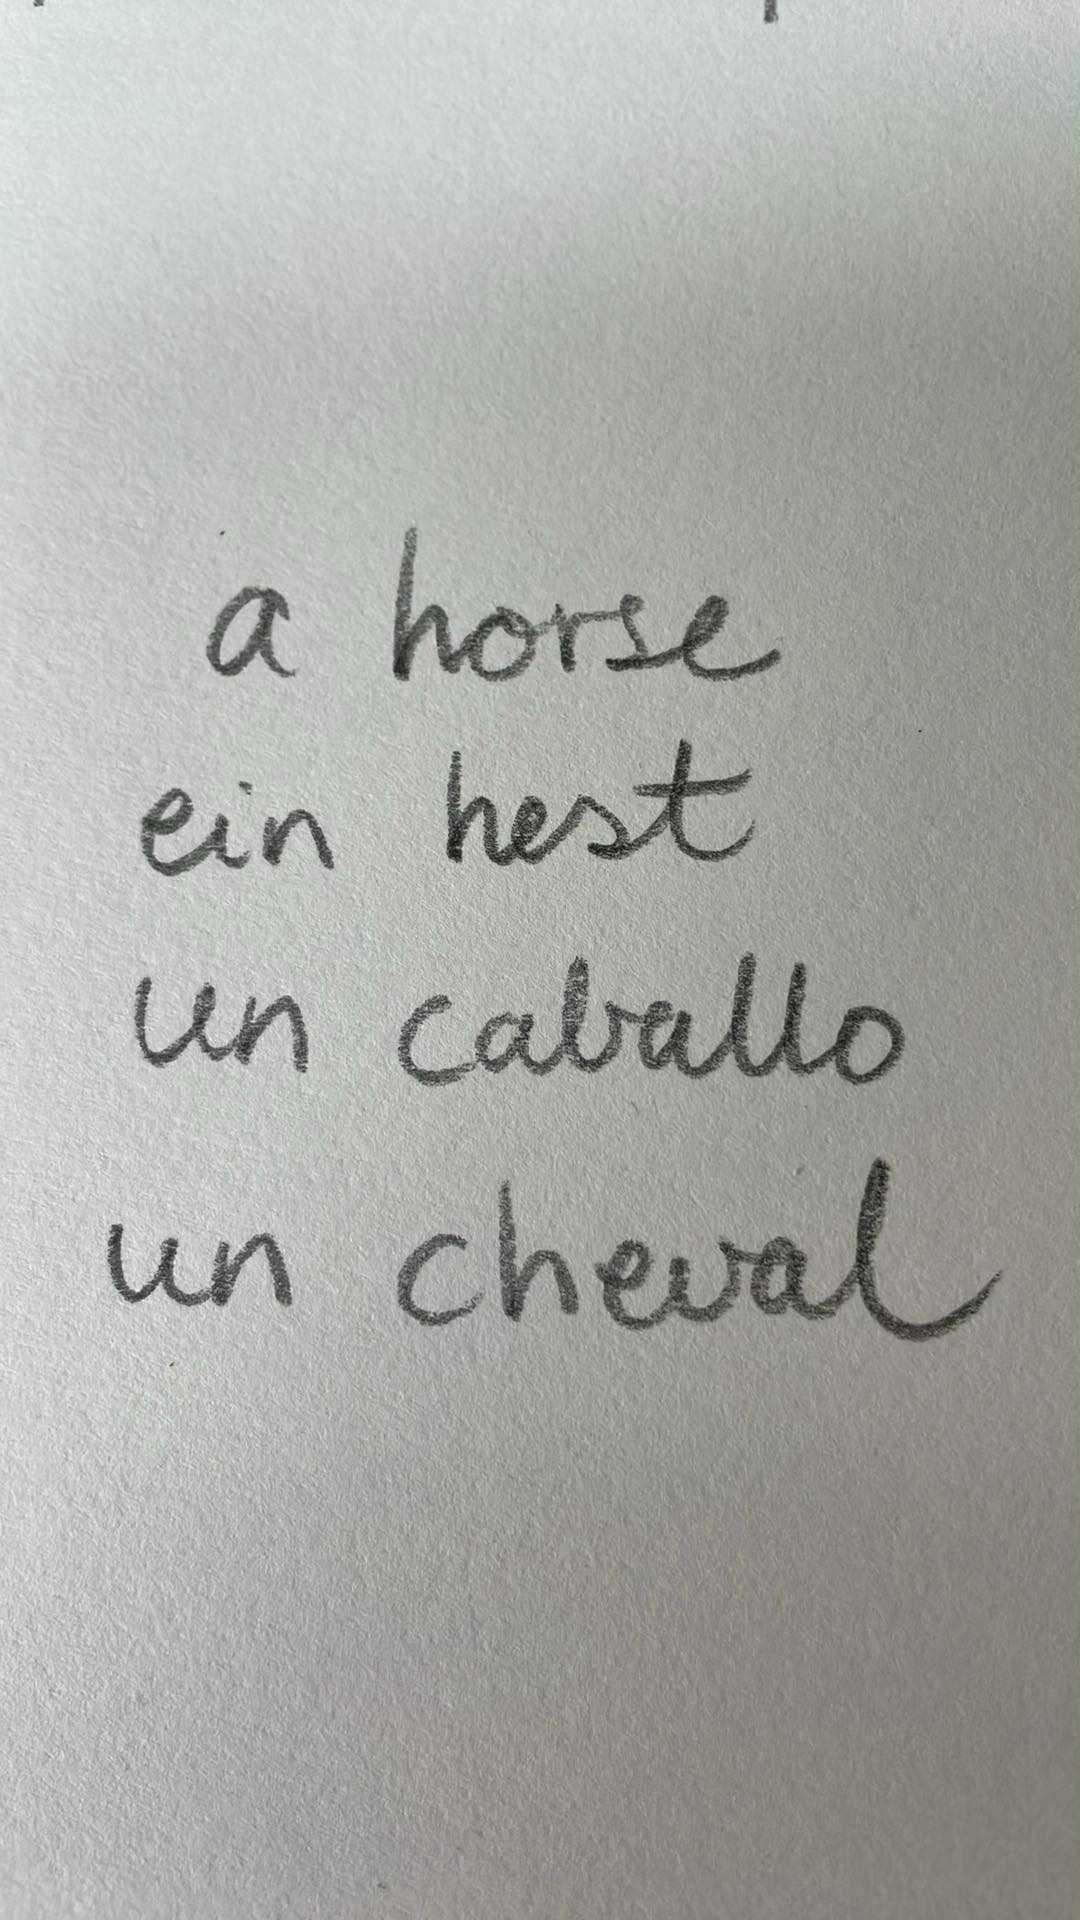 a horse
ein hest
un caballo
un cheval